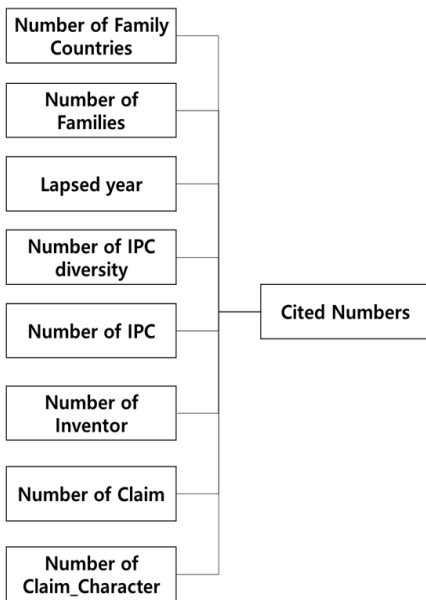 Number of Family
Countries
Number of
Families
Lapsed year
Number of IPC
diversity
Number of IPC
Cited Numbers
Number of
Inventor
Number of Claim
Number of
Claim_Character